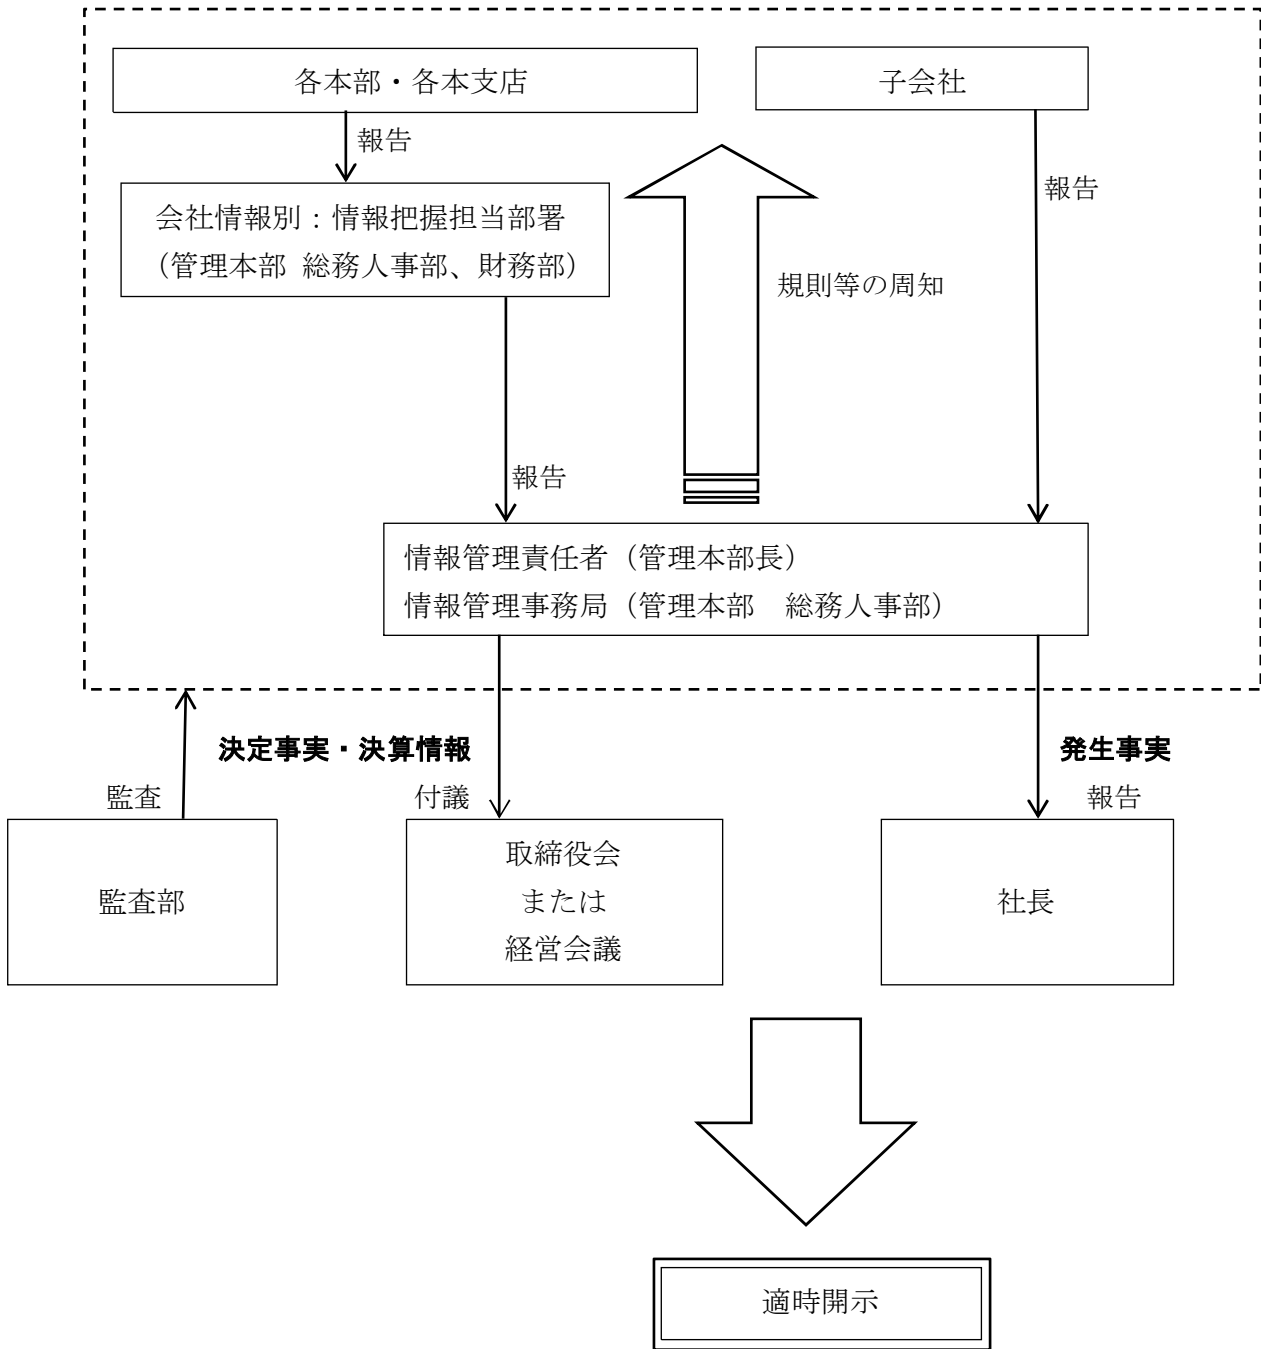 各本部・各本支店
子会社
報告
会社情報別：情報把握担当部署
（管理本部 総務人事部、財務部）
報告
規則等の周知
報告
情報管理責任者（管理本部長）
情報管理事務局（管理本部　総務人事部）
決定事実・決算情報
発生事実
監査
付議
報告
監査部
取締役会
または
経営会議
社長
適時開示